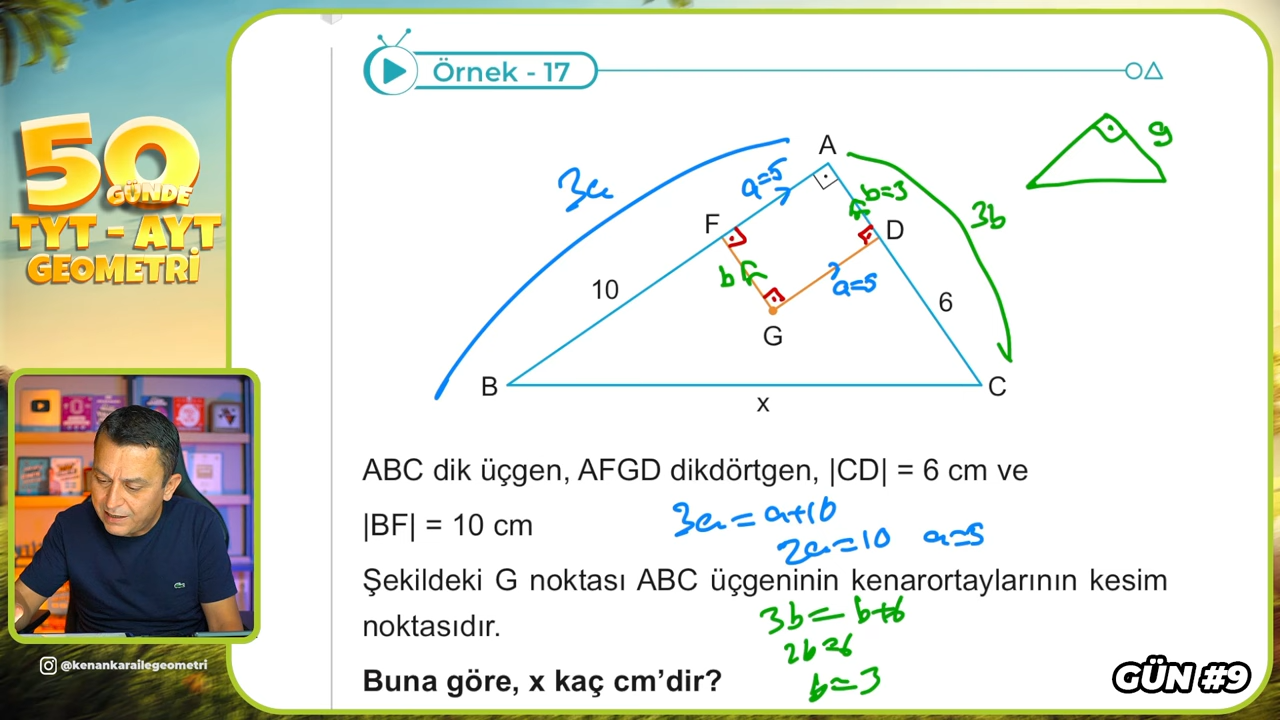 50
GÜNDE
TYT - AYT
GEOMETRİ
Örnek - 17
A
3a
a=5
b=3
3b
9
F
D
10
b
a=5
6
G
B
C
x
ABC dik üçgen, AFGD dikdörtgen, |CD| = 6 cm ve
|BF| = 10 cm
3a = a+10
2a=10 a=5
Şekildeki G noktası ABC üçgeninin kenarortaylarının kesim
noktasıdır.
3b = b+6
2b=6
b=3
Buna göre, x kaç cm'dir?
@kenankarailegeometri
GÜN #9